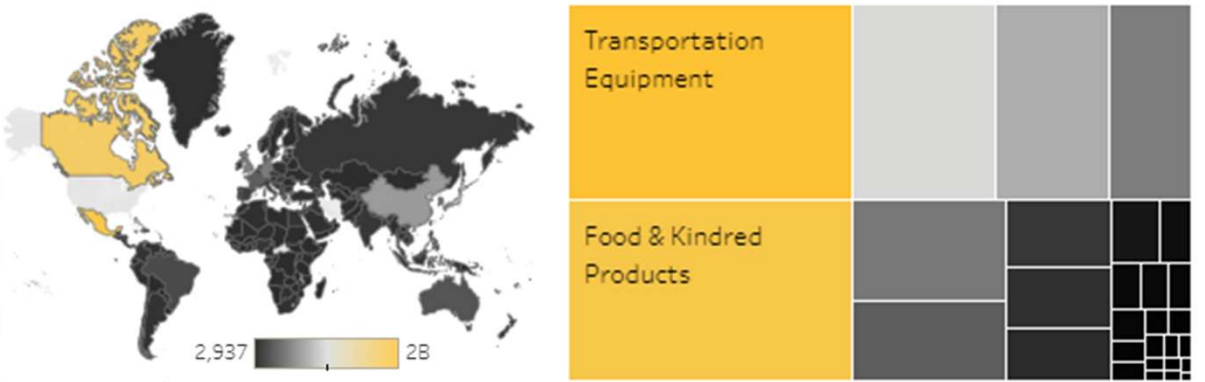 2,937
2B
Transportation
Equipment
Food & Kindred
Products